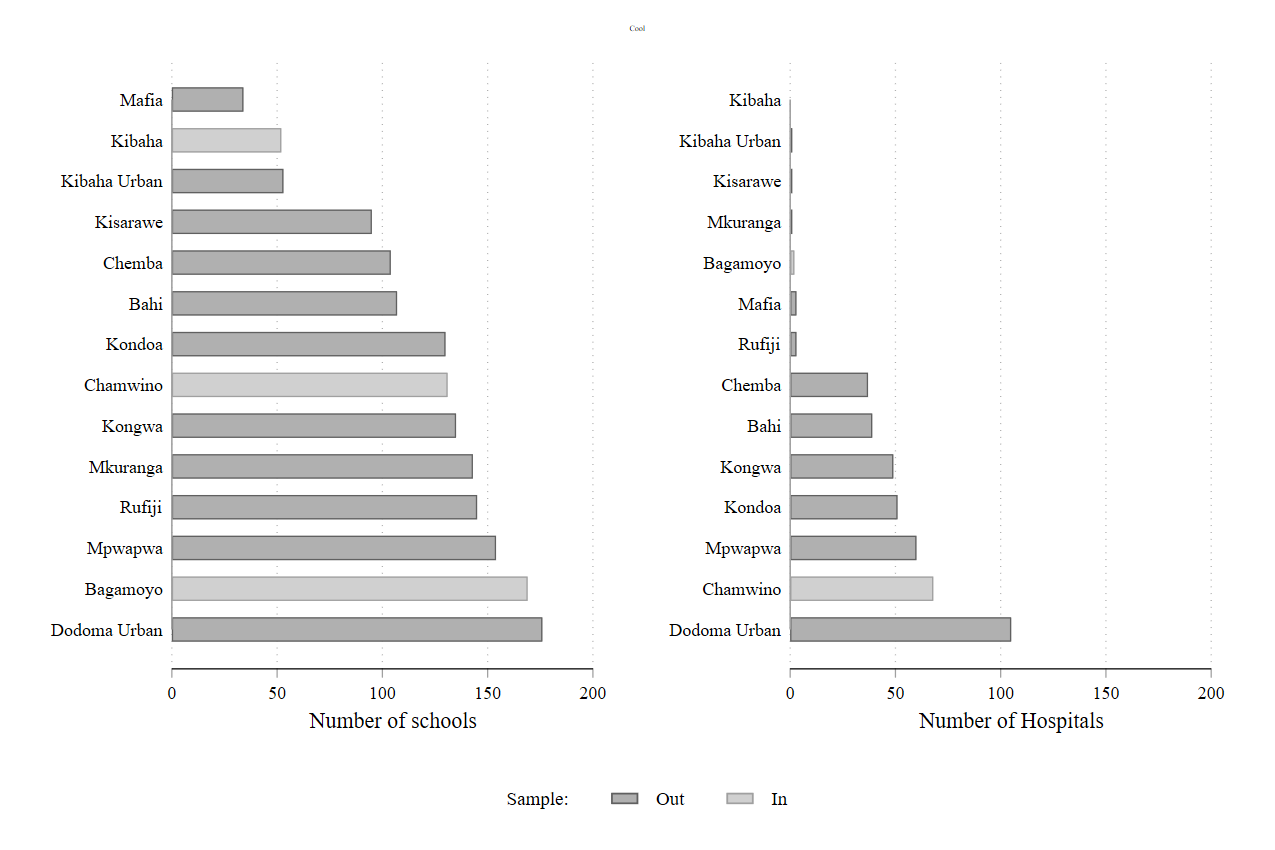 Cool
Mafia
Kibaha
Kibaha Urban
Kisarawe
Chemba
Bahi
Kondoa
Chamwino
Kongwa
Mkuranga
Rufiji
Mpwapwa
Bagamoyo
Dodoma Urban
0 50 100 150 200
Number of schools
Kibaha
Kibaha Urban
Kisarawe
Mkuranga
Bagamoyo
Mafia
Rufiji
Chemba
Bahi
Kongwa
Kondoa
Mpwapwa
Chamwino
Dodoma Urban
0 50 100 150 200
Number of Hospitals
Sample: Out In